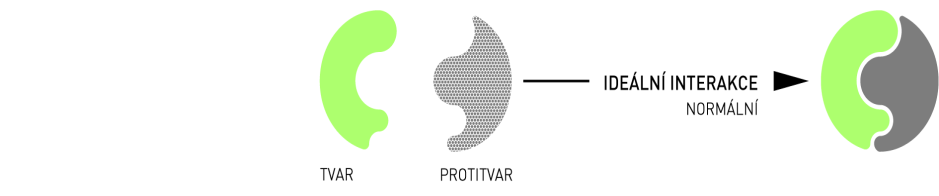 IDEÁLNÍ INTERAKCE
NORMÁLNÍ
TVAR
PROTITVAR